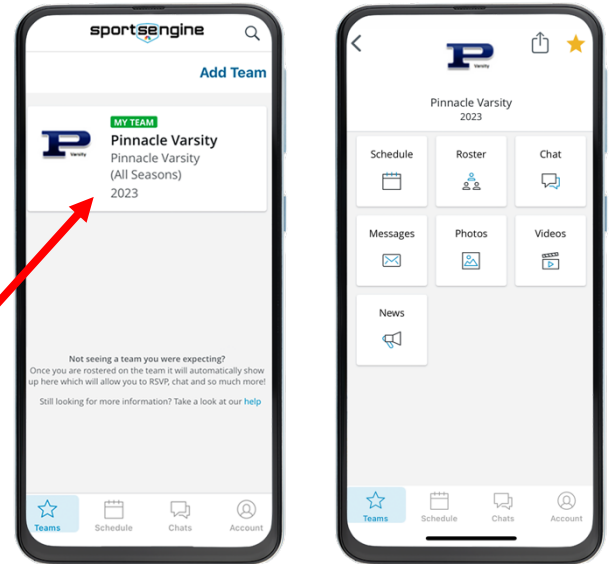 sportsengine
Add Team
P
Varsity
MY TEAM
Pinnacle Varsity
Pinnacle Varsity
(All Seasons)
2023
Not seeing a team you were expecting?
Once you are rostered on the team it will automatically show
up here which will allow you to RSVP, chat and so much more!
Still looking for more information? Take a look at our help
Teams
Schedule
Chats
Account
P
Varsity
Pinnacle Varsity
2023
Schedule
Roster
Chat
Messages
Photos
Videos
News
Teams
Schedule
Chats
Account